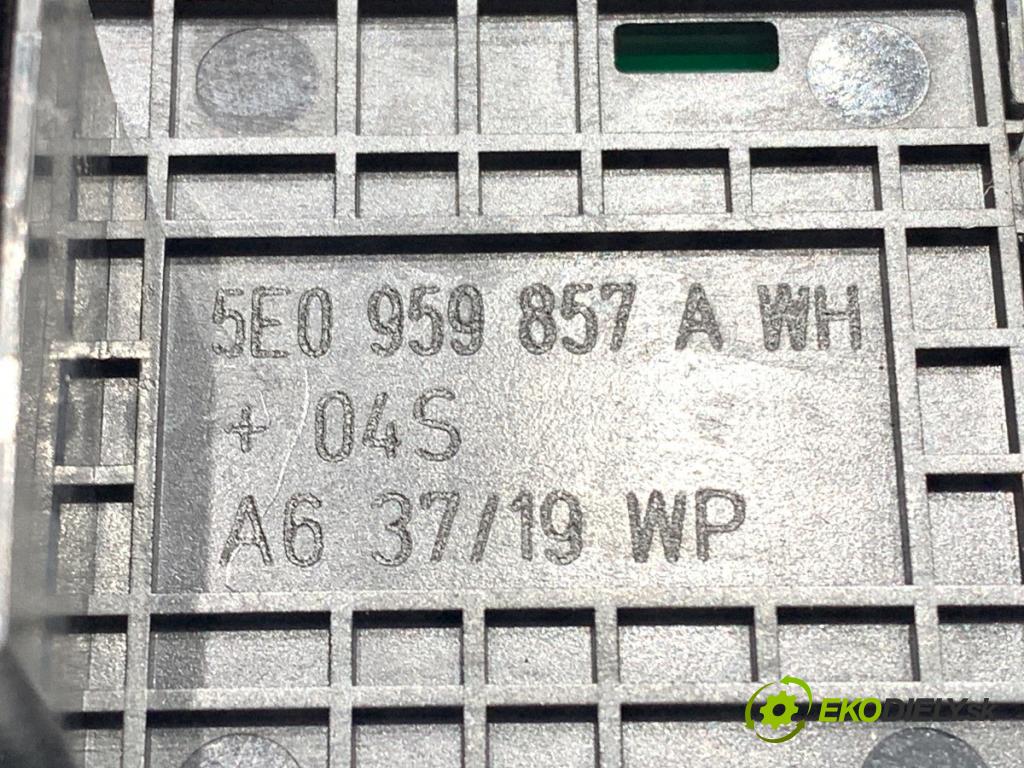 5E0 959 857 A WH
+ 04S
A6 37/19 WP
EKODIELY.sk